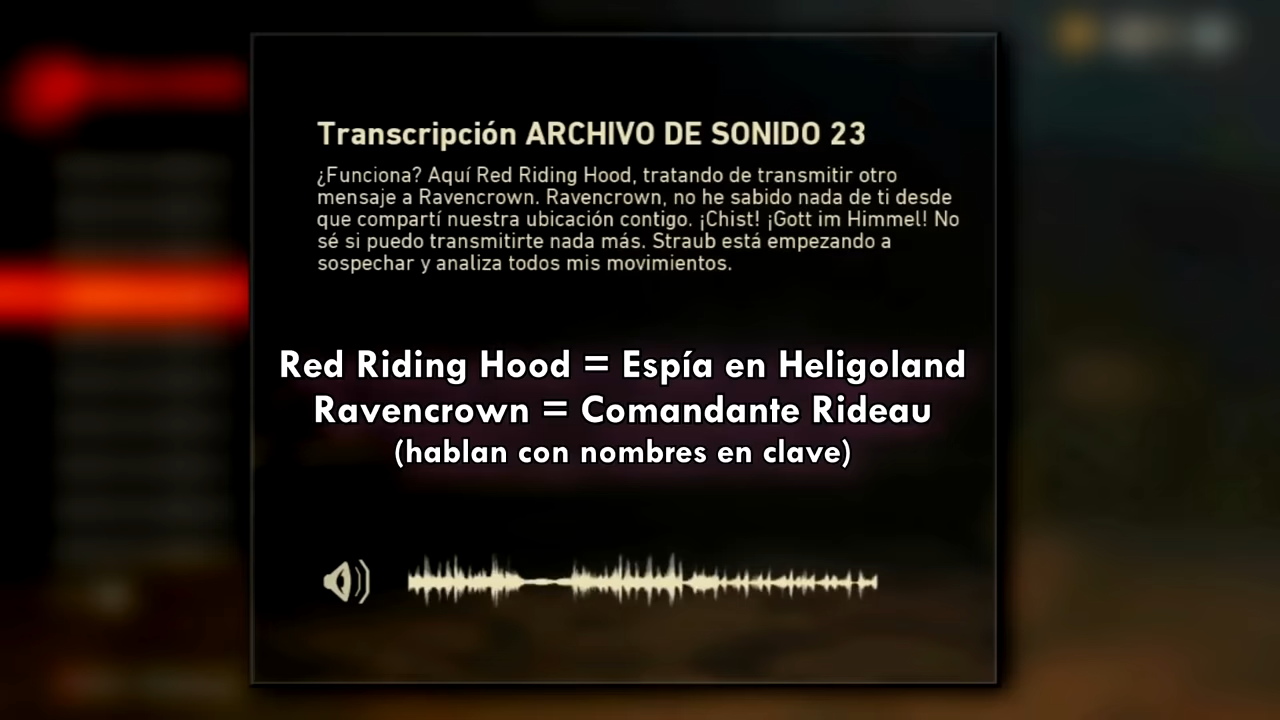 Transcripción ARCHIVO DE SONIDO 23
¿Funciona? Aquí Red Riding Hood, tratando de transmitir otro
mensaje a Ravencrown. Ravencrown, no he sabido nada de ti desde
que compartí nuestra ubicación contigo. ¡Chist! ¡Gott im Himmel! No
sé si puedo transmitirte nada más. Straub está empezando a
sospechar y analiza todos mis movimientos.
Red Riding Hood = Espía en Heligoland
Ravencrown = Comandante Rideau
(hablan con nombres en clave)